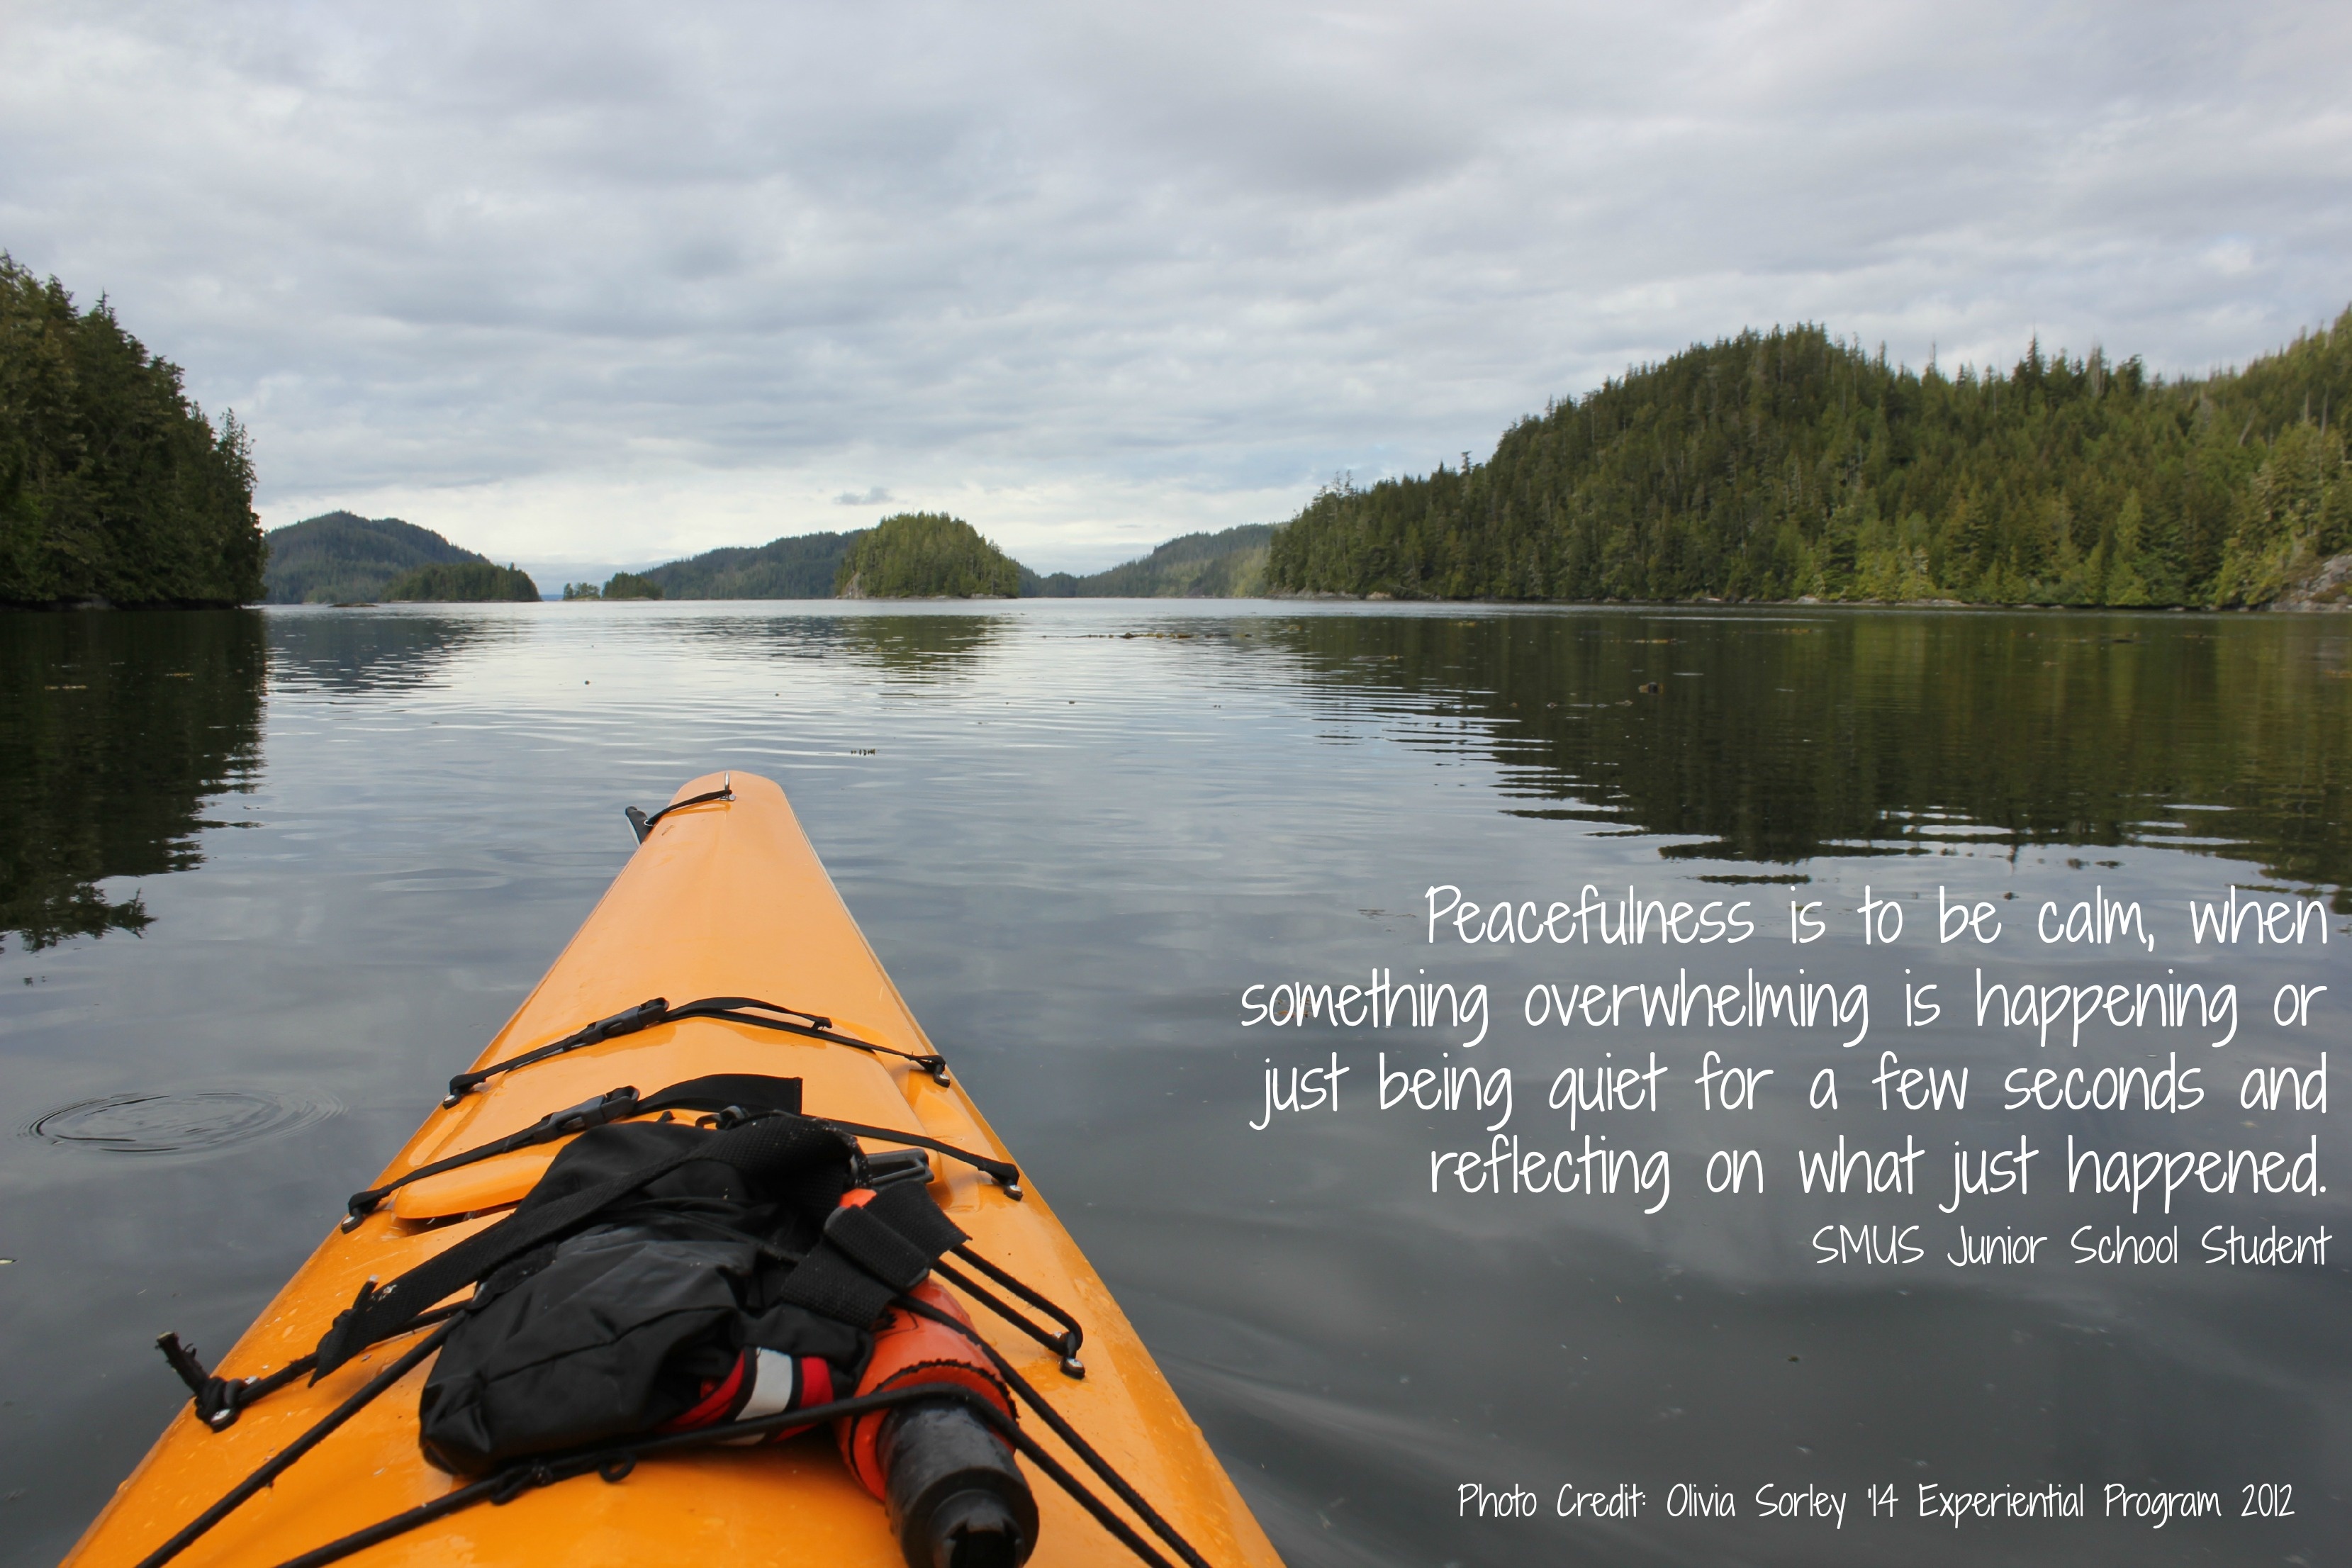 Peacefulness is to be calm, when
something overwhelming is happening or
just being quiet for a few seconds and
reflecting on what just happened.
SMUS Junior School Student
Photo Credit: Olivia Sorley '14 Experiential Program 2012